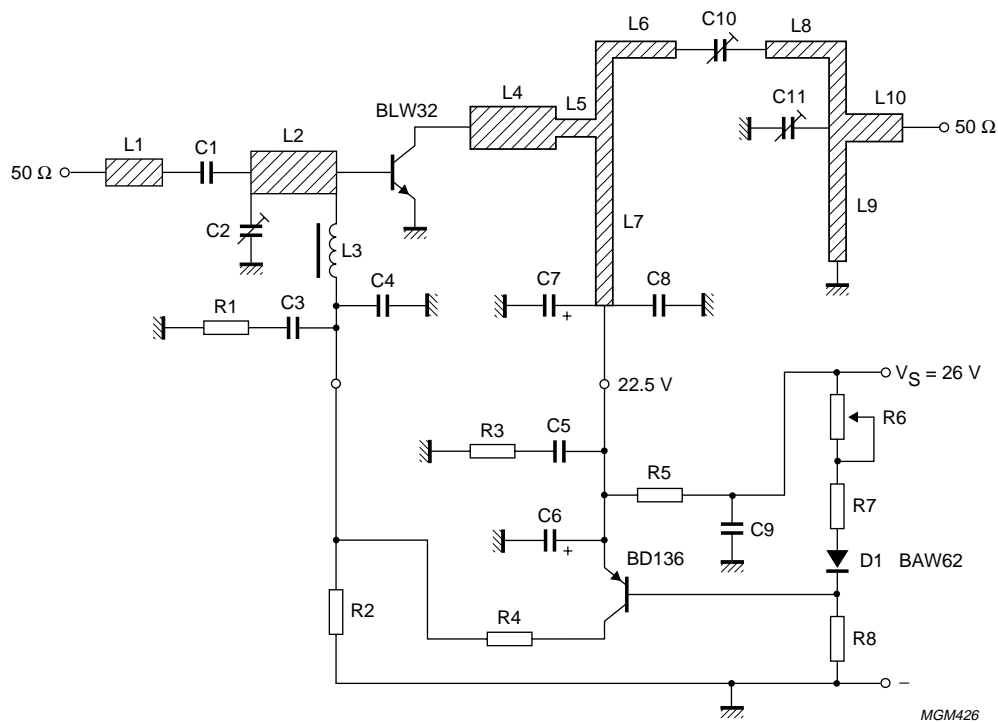 L6
C10
L8
L4
L5
C11
L10
BLW32
50 Ω
L1
C1
L2
50 Ω
C2
L3
L7
L9
C4
C7
+
C8
R1
C3
22.5 V
VS = 26 V
R6
R3
C5
R5
R7
C6
+
C9
BD136
D1 BAW62
R2
R4
R8
−
MGM426